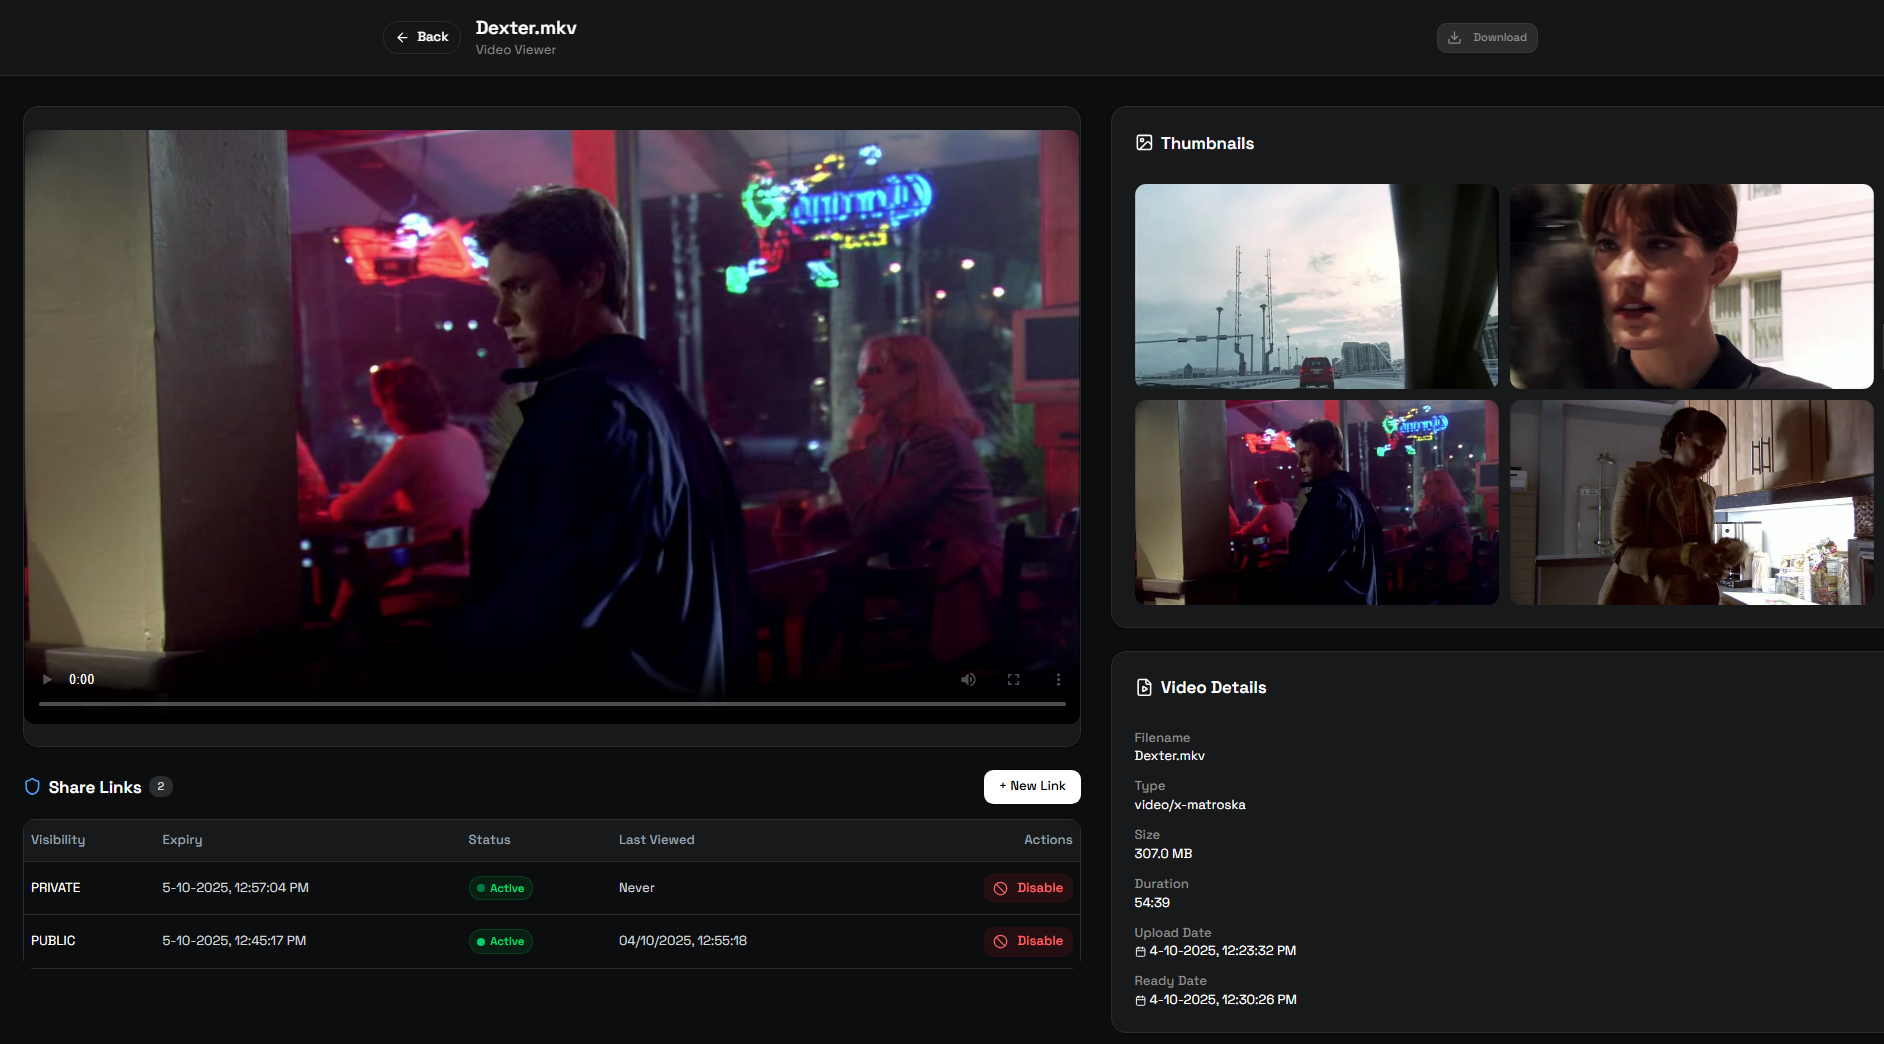 Back
Dexter.mkv
Video Viewer
Download
0:00
Share Links 2
+ New Link
Visibility Expiry Status Last Viewed Actions
PRIVATE 5-10-2025, 12:57:04 PM Active Never Disable
PUBLIC 5-10-2025, 12:45:17 PM Active 04/10/2025, 12:55:18 Disable
Thumbnails
Video Details
Filename
Dexter.mkv
Type
video/x-matroska
Size
307.0 MB
Duration
54:39
Upload Date
4-10-2025, 12:23:32 PM
Ready Date
4-10-2025, 12:30:26 PM